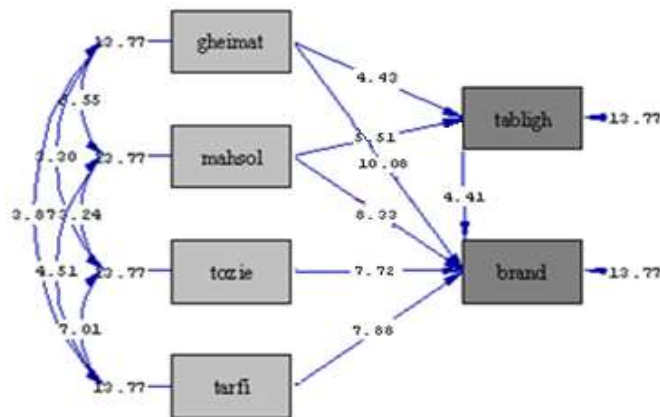 13.77 gheimat
4.43
6.55
tabligh 13.77
5.51
13.77 mahsol
10.08
3.30
4.41
8.33
3.87 3.24
13.77 tozie 7.72 brand 13.77
4.51
7.01
7.88
13.77 tarfi